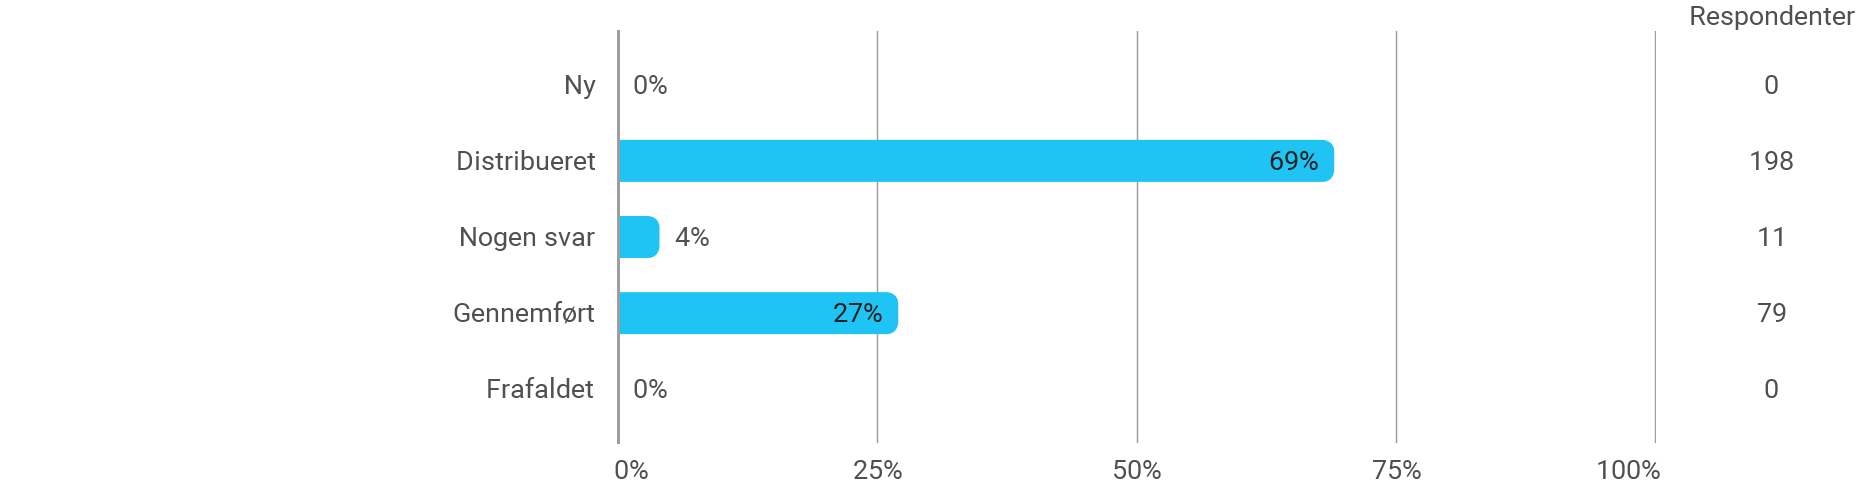 Respondenter
Ny 0% 0
Distribueret 69% 198
Nogen svar 4% 11
Gennemført 27% 79
Frafaldet 0% 0
0% 25% 50% 75% 100%